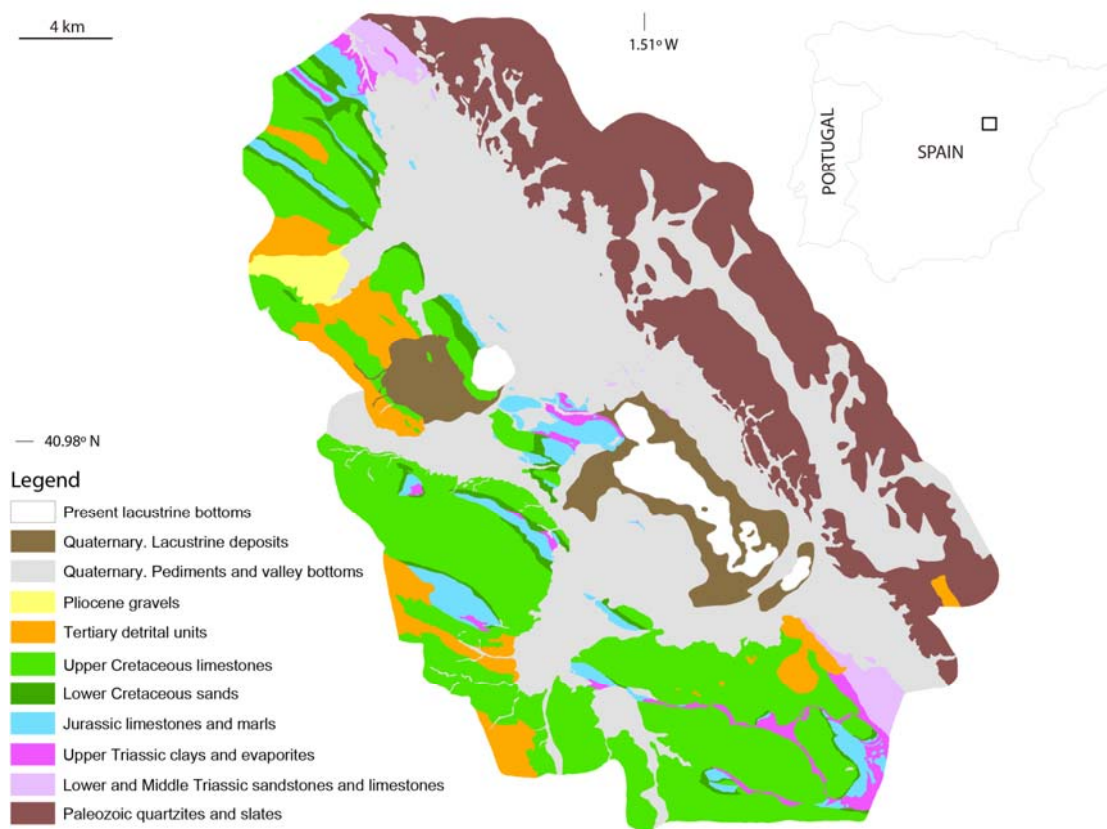 4 km
1.51º W
PORTUGAL
SPAIN
40.98º N
Legend
Present lacustrine bottoms
Quaternary. Lacustrine deposits
Quaternary. Pediments and valley bottoms
Pliocene gravels
Tertiary detrital units
Upper Cretaceous limestones
Lower Cretaceous sands
Jurassic limestones and marls
Upper Triassic clays and evaporites
Lower and Middle Triassic sandstones and limestones
Paleozoic quartzites and slates